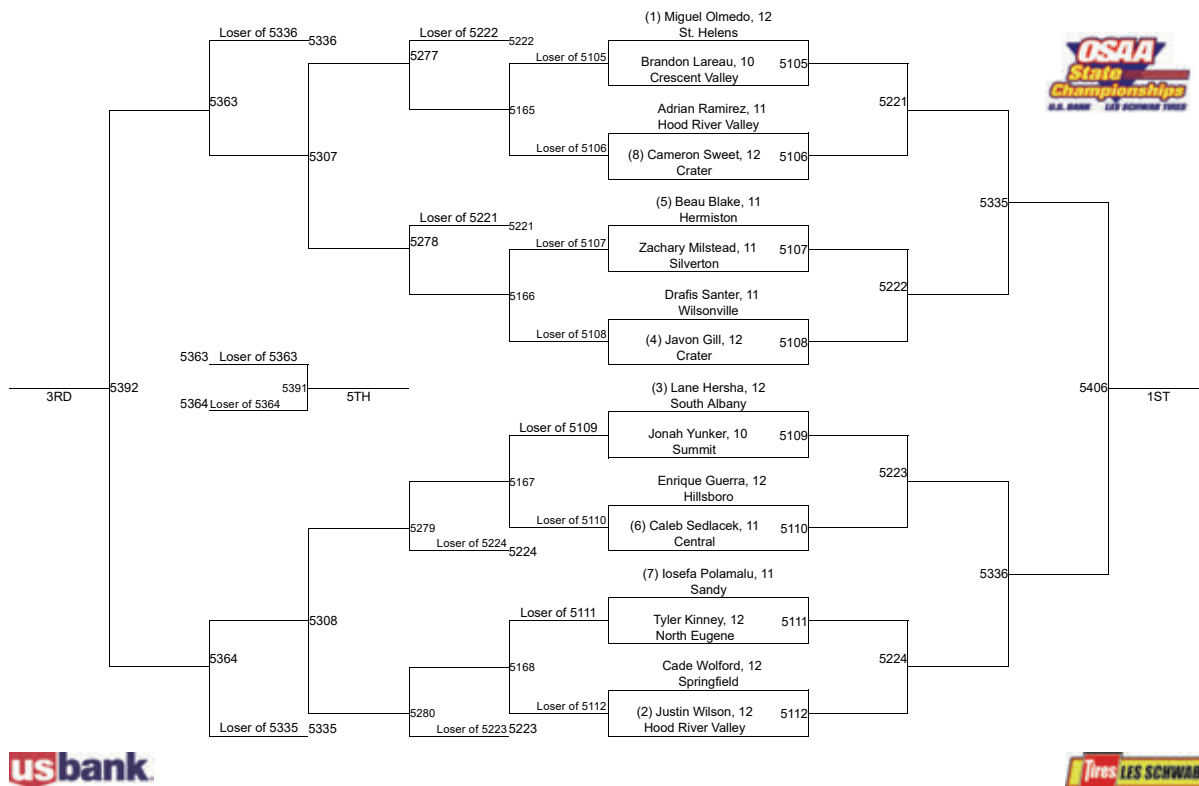 (1) Miguel Olmedo, 12
St. Helens
Loser of 5336
5336
Loser of 5222
5222
5277
Loser of 5105
Brandon Lareau, 10
Crescent Valley
5105
OSAA
State
Championships
U.S. BANK LES SCHWAB TIRES
5363
5165
Adrian Ramirez, 11
Hood River Valley
5221
5307
Loser of 5106
(8) Cameron Sweet, 12
Crater
5106
(5) Beau Blake, 11
Hermiston
5335
Loser of 5221
5221
5278
Loser of 5107
Zachary Milstead, 11
Silverton
5107
5166
Drafis Santer, 11
Wilsonville
5222
Loser of 5108
(4) Javon Gill, 12
Crater
5108
5363
Loser of 5363
5392
3RD
5391
5TH
5364
Loser of 5364
(3) Lane Hersha, 12
South Albany
5406
1ST
Loser of 5109
Jonah Yunker, 10
Summit
5109
5167
Enrique Guerra, 12
Hillsboro
5223
5279
Loser of 5110
(6) Caleb Sedlacek, 11
Central
5110
Loser of 5224
5224
(7) Iosefa Polamalu, 11
Sandy
5336
5308
Loser of 5111
Tyler Kinney, 12
North Eugene
5111
5364
5168
Cade Wolford, 12
Springfield
5224
5280
Loser of 5112
(2) Justin Wilson, 12
Hood River Valley
5112
Loser of 5335
5335
Loser of 5223
5223
usbank.
Tires LES SCHWAB